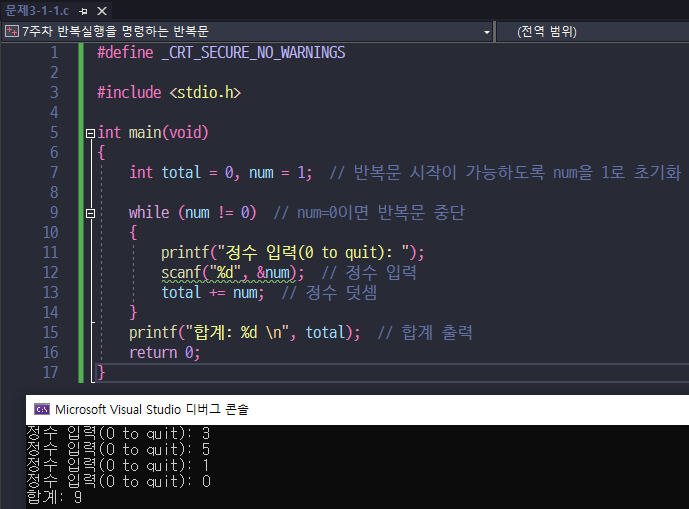 문제3-1-1.c
7주차 반복실행을 명령하는 반복문 (전역 범위)
1 #define _CRT_SECURE_NO_WARNINGS
2
3 #include <stdio.h>
4
5 int main(void)
6 {
7 int total = 0, num = 1; // 반복문 시작이 가능하도록 num을 1로 초기화
8
9 while (num != 0) // num=0이면 반복문 중단
10 {
11 printf("정수 입력(0 to quit): ");
12 scanf("%d", &num); // 정수 입력
13 total += num; // 정수 덧셈
14 }
15 printf("합계: %d \n", total); // 합계 출력
16 return 0;
17 }
C:\ Microsoft Visual Studio 디버그 콘솔
정수 입력(0 to quit): 3
정수 입력(0 to quit): 5
정수 입력(0 to quit): 1
정수 입력(0 to quit): 0
합계: 9